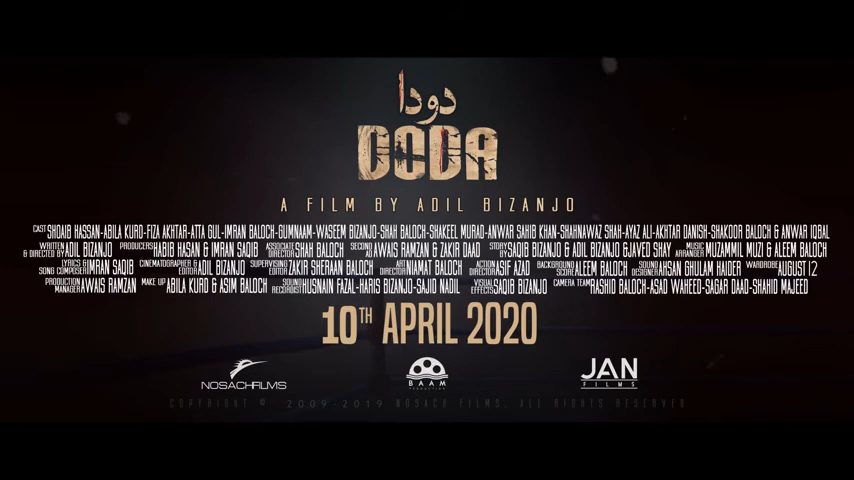 دودا
DODA
A FILM BY ADIL BIZANJO
CAST SHOAIB HASSAN-ABILA KURD-FIZA AKHTAR-ATTA GUL-IMRAN BALOCH-GUMNAAM-WASEEM BIZANJO-SHAH BALOCH-SHAKEEL MURAD-ANWAR SAHIB KHAN-SHAHNAWAZ SHAH-AYAZ ALI-AKHTAR DANISH-SHAKOOR BALOCH & ANWAR IQBAL
WRITTEN & DIRECTED BY ADIL BIZANJO PRODUCERS HABIB HASAN & IMRAN SAQIB ASSOCIATE DIRECTOR SHAH BALOCH SECOND AD AWAIS RAMZAN & ZAKIR DAAD STORY BY SAQIB BIZANJO & ADIL BIZANJO &JAVED SHAY MUSIC ARRANGER MUZAMMIL MUZI & ALEEM BALOCH
LYRICS & SONG COMPOSER IMRAN SAQIB CINEMATOGRAPHER & EDITOR ADIL BIZANJO SUPERVISING EDITOR ZAKIR SHERAAN BALOCH ART DIRECTOR NIAMAT BALOCH ACTION DIRECTOR ASIF AZAD BACKGROUND SCORE ALEEM BALOCH SOUND DESIGNER AHSAN GHULAM HAIDER WARDROBE AUGUST 12
PRODUCTION MANAGER AWAIS RAMZAN MAKE UP ABILA KURD & ASIM BALOCH SOUND RECORDIST HUSNAIN FAZAL-HARIS BIZANJO-SAJID NADIL VISUAL EFFECTS SAQIB BIZANJO CAMERA TEAM RASHID BALOCH-ASAD WAHEED-SAGAR DAAD-SHAHID MAJEED
10TH APRIL 2020
NOSACH FILMS
BAAM
PRODUCTION
JAN
FILMS
COPYRIGHT © 2009-2019 NOSACH FILMS. ALL RIGHTS RESERVED